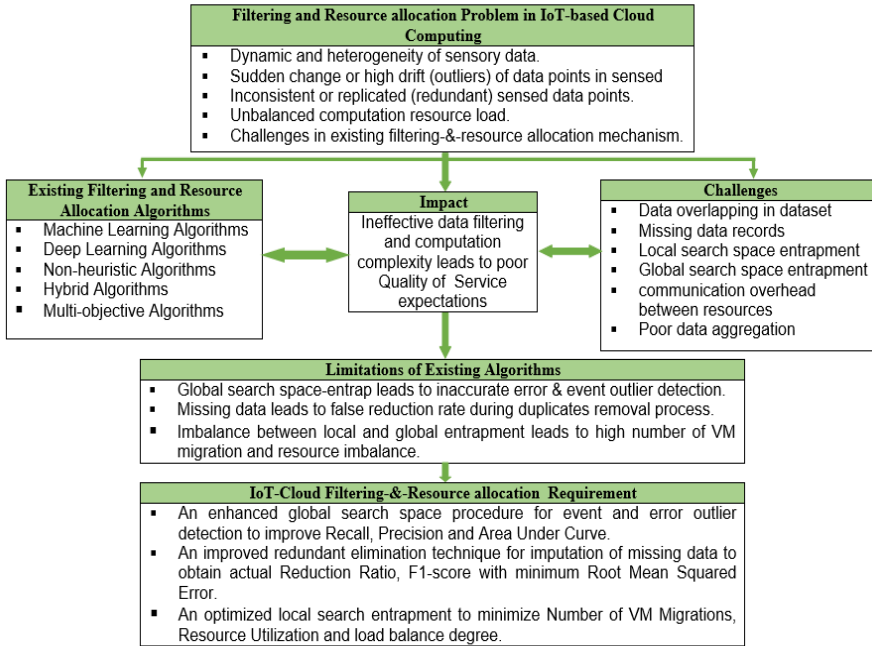 Filtering and Resource allocation Problem in IoT-based Cloud
Computing
▪ Dynamic and heterogeneity of sensory data.
▪ Sudden change or high drift (outliers) of data points in sensed
▪ Inconsistent or replicated (redundant) sensed data points.
▪ Unbalanced computation resource load.
▪ Challenges in existing filtering-&-resource allocation mechanism.
Existing Filtering and Resource
Allocation Algorithms
▪ Machine Learning Algorithms
▪ Deep Learning Algorithms
▪ Non-heuristic Algorithms
▪ Hybrid Algorithms
▪ Multi-objective Algorithms
Impact
Ineffective data filtering
and computation
complexity leads to poor
Quality of Service
expectations
Challenges
▪ Data overlapping in dataset
▪ Missing data records
▪ Local search space entrapment
▪ Global search space entrapment
▪ communication overhead
between resources
▪ Poor data aggregation
Limitations of Existing Algorithms
▪ Global search space-entrap leads to inaccurate error & event outlier detection.
▪ Missing data leads to false reduction rate during duplicates removal process.
▪ Imbalance between local and global entrapment leads to high number of VM
migration and resource imbalance.
IoT-Cloud Filtering-&-Resource allocation Requirement
▪ An enhanced global search space procedure for event and error outlier
detection to improve Recall, Precision and Area Under Curve.
▪ An improved redundant elimination technique for imputation of missing data to
obtain actual Reduction Ratio, F1-score with minimum Root Mean Squared
Error.
▪ An optimized local search entrapment to minimize Number of VM Migrations,
Resource Utilization and load balance degree.